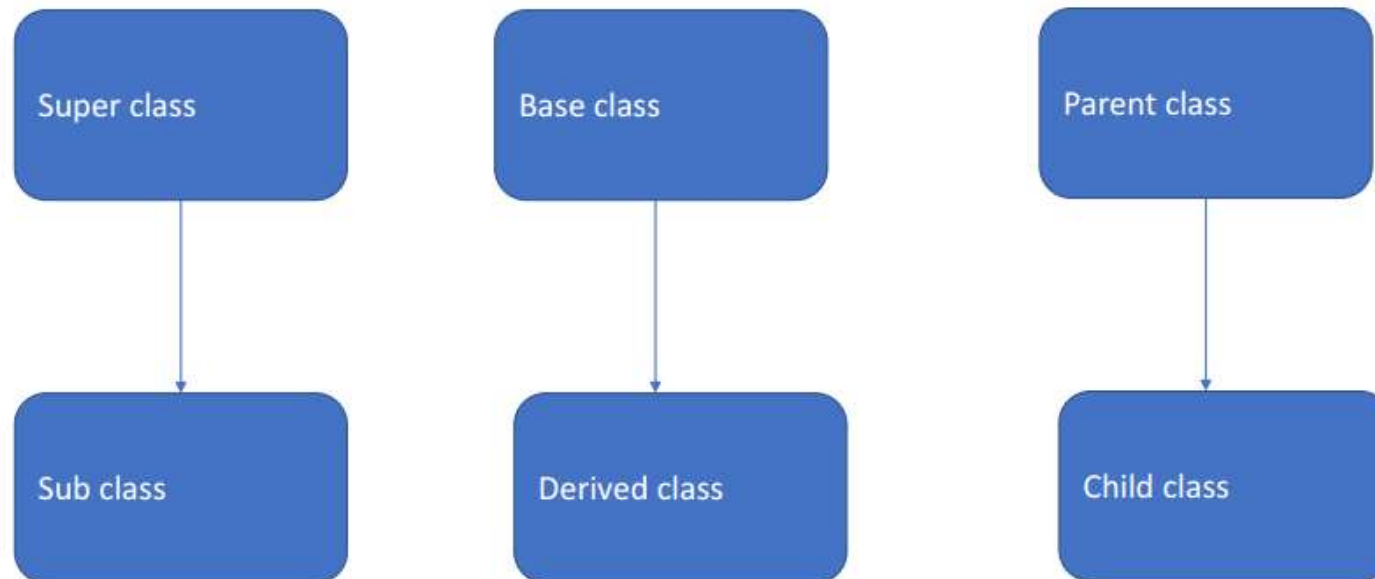 Super class
Base class
Parent class
Sub class
Derived class
Child class